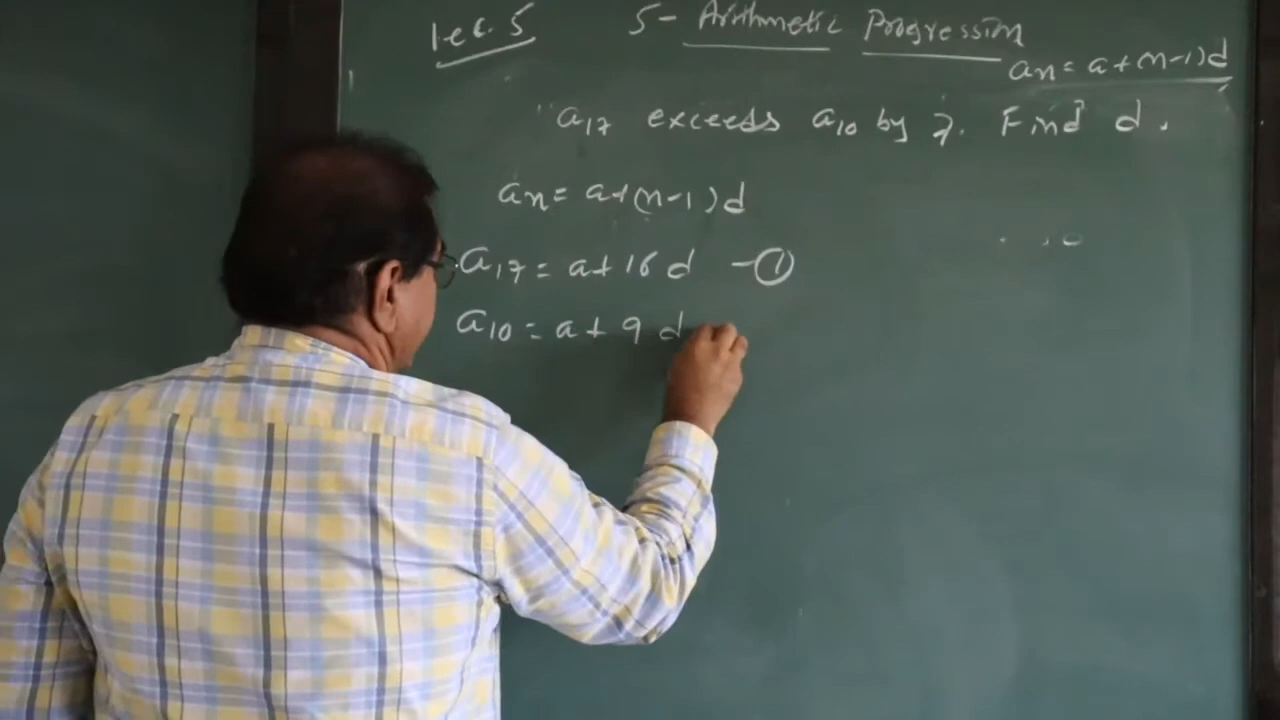 Lec. 5
5- Arithmetic Progression
an = a+(n-1)d
a17 exceeds a10 by 7. Find d.
an = a+(n-1)d
a17 = a+16d -①
a10 = a+9d